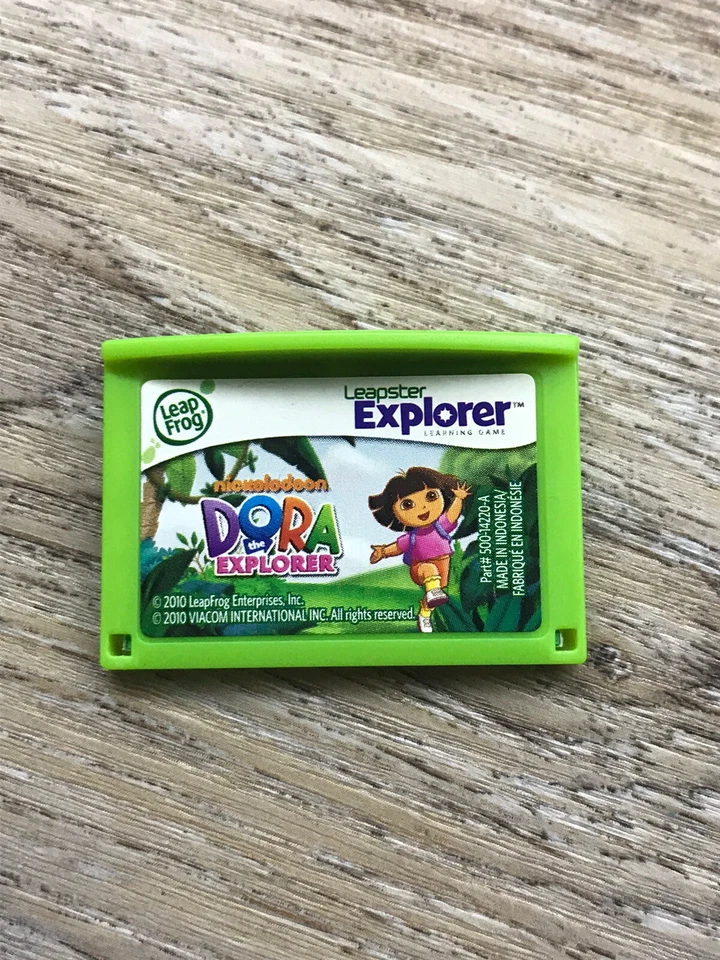 Leap
Frog
Leapster
Explorer™
LEARNING GAME
nickelodeon
DORA
the
EXPLORER
Part# 500-14220-A
MADE IN INDONESIA/
FABRIQUÉ EN INDONÉSIE
© 2010 LeapFrog Enterprises, Inc.
© 2010 VIACOM INTERNATIONAL INC. All rights reserved.